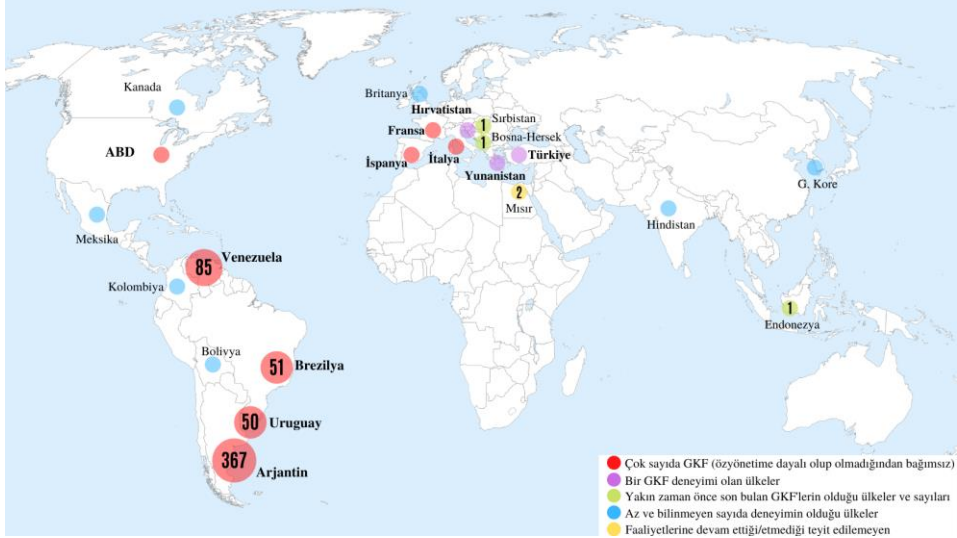 Kanada
Britanya
Hırvatistan
Sırbistan
1
Fransa
Bosna-Hersek
1
ABD
İspanya
İtalya
Türkiye
Yunanistan
G. Kore
2
Mısır
Hindistan
Meksika
85
Venezuela
Kolombiya
1
Endonezya
Bolivya
51
Brezilya
50
Uruguay
367
Arjantin
Çok sayıda GKF (özyönetime dayalı olup olmadığından bağımsız)
Bir GKF deneyimi olan ülkeler
Yakın zaman önce son bulan GKF'lerin olduğu ülkeler ve sayıları
Az ve bilinmeyen sayıda deneyimin olduğu ülkeler
Faaliyetlerine devam ettiği/etmediği teyit edilemeyen